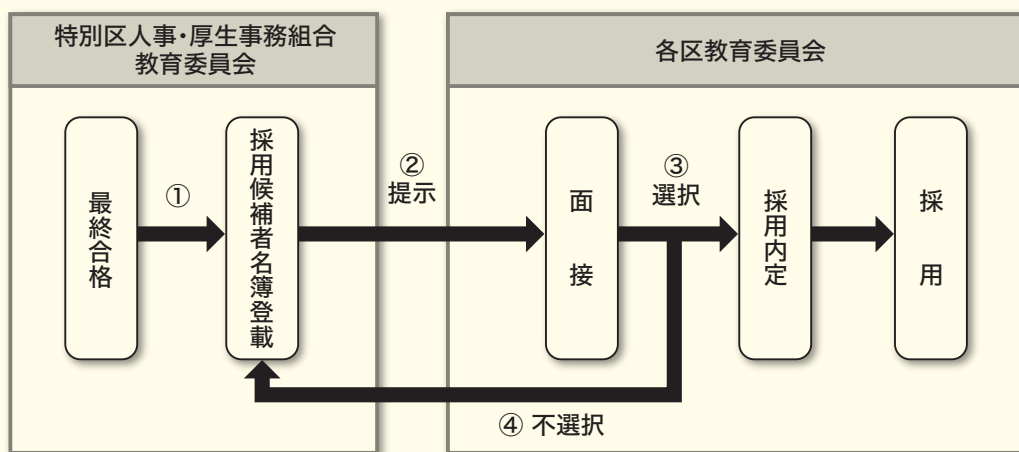 特別区人事・厚生事務組合
教育委員会
各区教育委員会
最終合格
①
採用候補者名簿登載
②
提示
面接
③
選択
採用内定
採用
④ 不選択